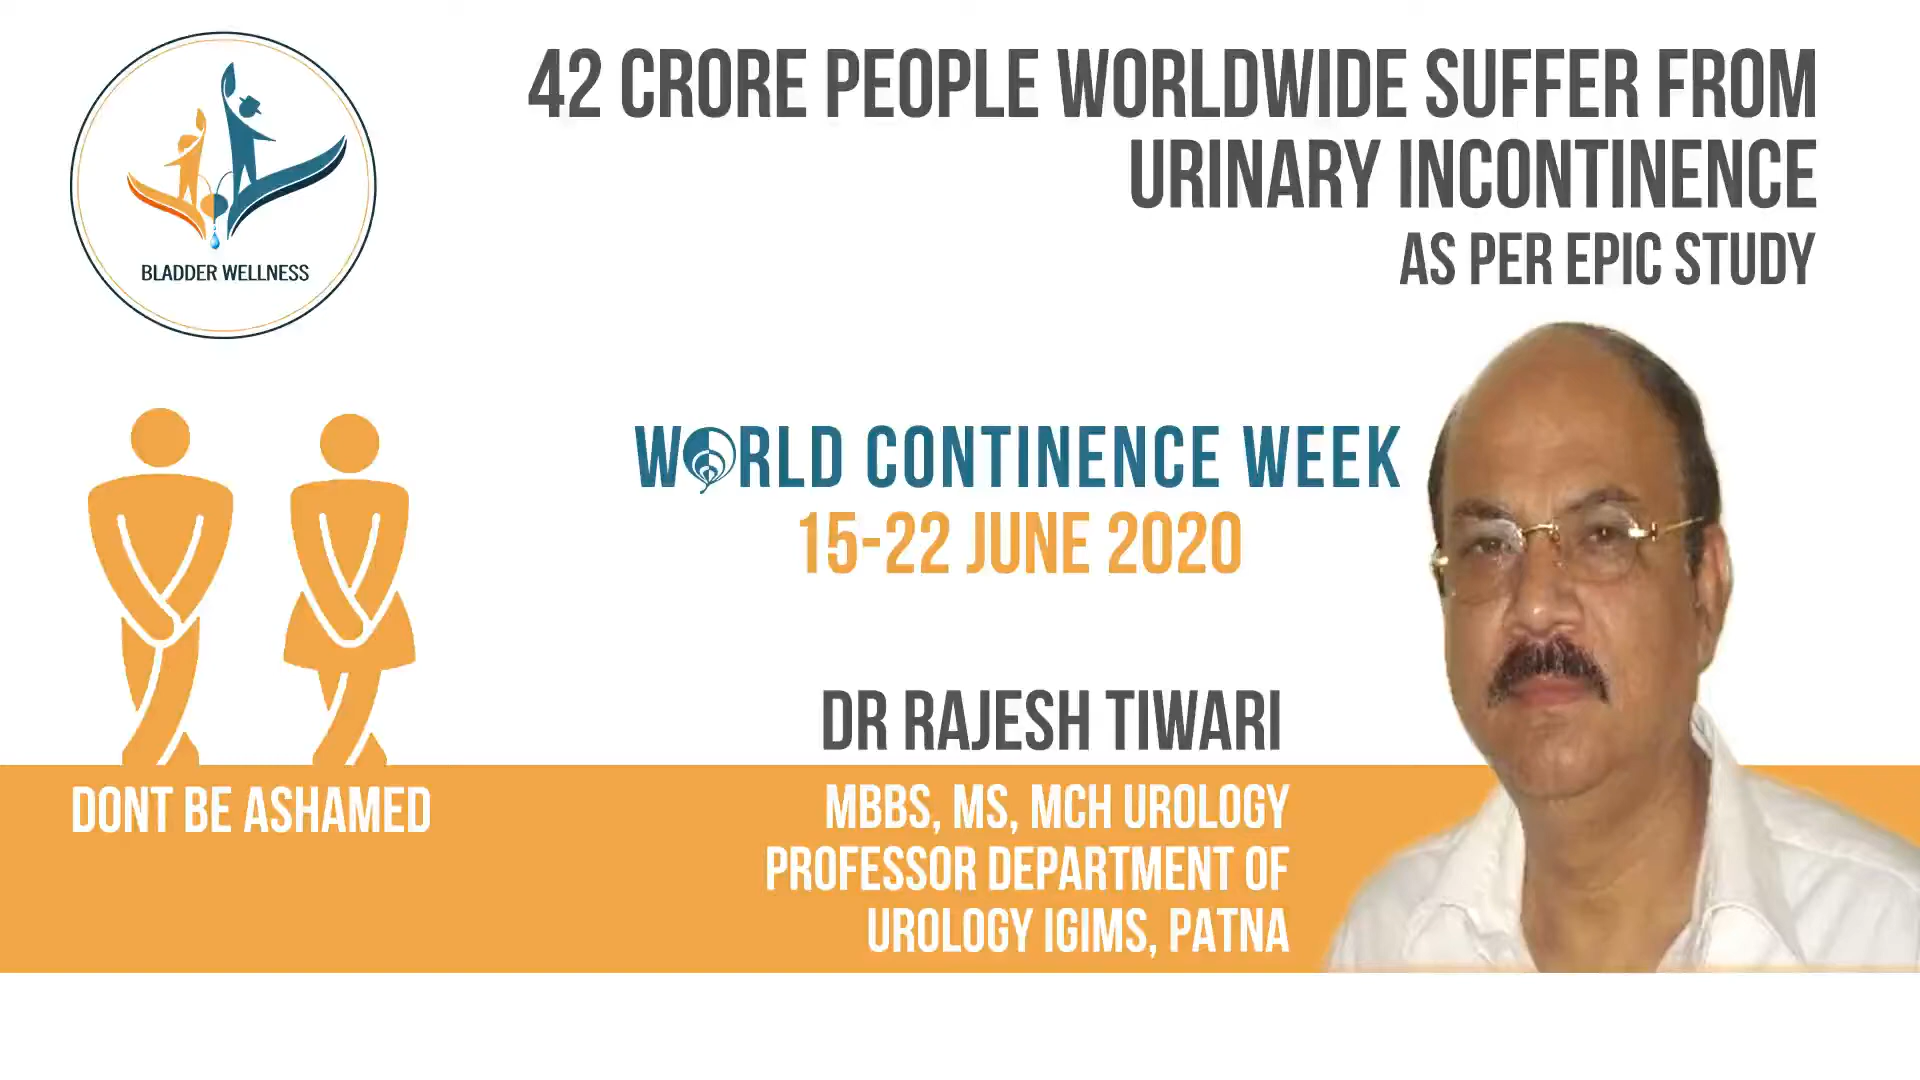 42 CRORE PEOPLE WORLDWIDE SUFFER FROM
URINARY INCONTINENCE
AS PER EPIC STUDY
BLADDER WELLNESS
WORLD CONTINENCE WEEK
15-22 JUNE 2020
DR RAJESH TIWARI
DONT BE ASHAMED
MBBS, MS, MCH UROLOGY
PROFESSOR DEPARTMENT OF
UROLOGY IGIMS, PATNA